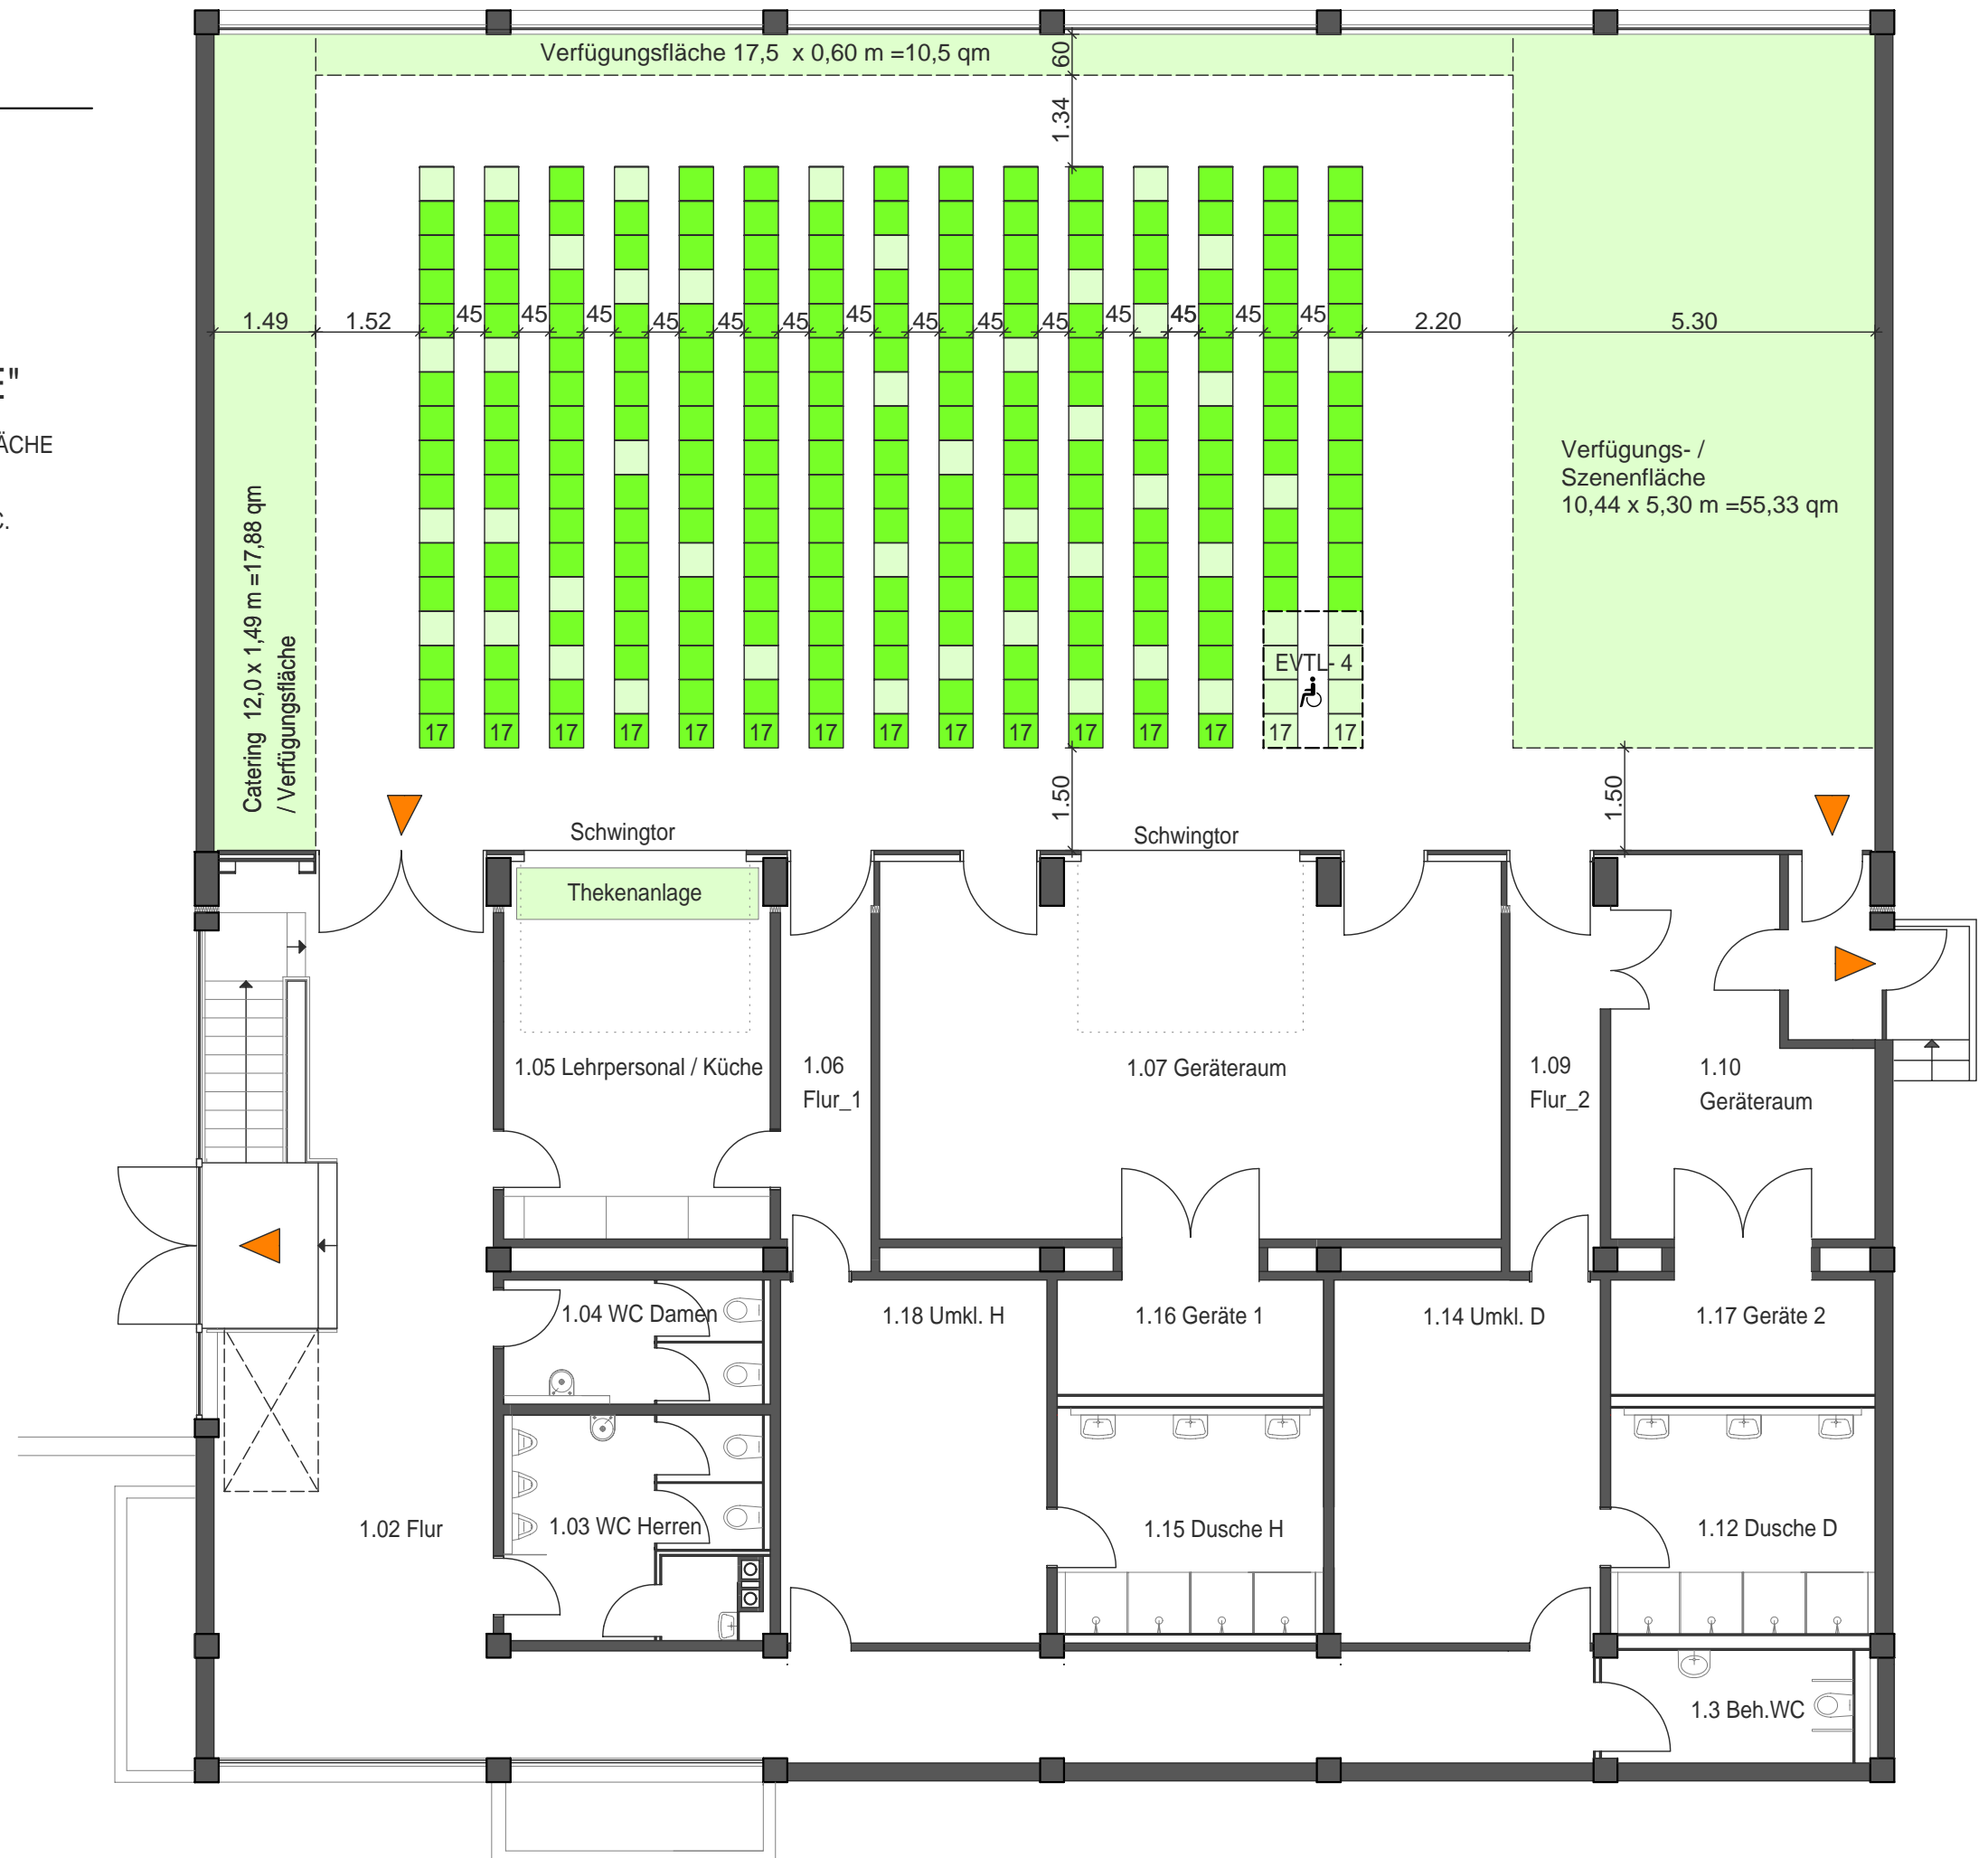 Verfügungsfläche 17,5 x 0,60 m =10,5 qm
60
1.34
1.49
1.52
45 45 45 45 45 45 45 45 45 45 45 45 45 45
2.20
5.30
E"
ÄCHE
C.
Verfügungs- /
Szenenfläche
10,44 x 5,30 m =55,33 qm
Catering 12,0 x 1,49 m =17,88 qm
/ Verfügungsfläche
EVTL- 4
17 17 17 17 17 17 17 17 17 17 17 17 17 17 17
1.50
1.50
Schwingtor
Schwingtor
Thekenanlage
1.05 Lehrpersonal / Küche
1.06
Flur_1
1.07 Geräteraum
1.09
Flur_2
1.10
Geräteraum
1.04 WC Damen
1.18 Umkl. H
1.16 Geräte 1
1.14 Umkl. D
1.17 Geräte 2
1.02 Flur
1.03 WC Herren
1.15 Dusche H
1.12 Dusche D
1.3 Beh.WC